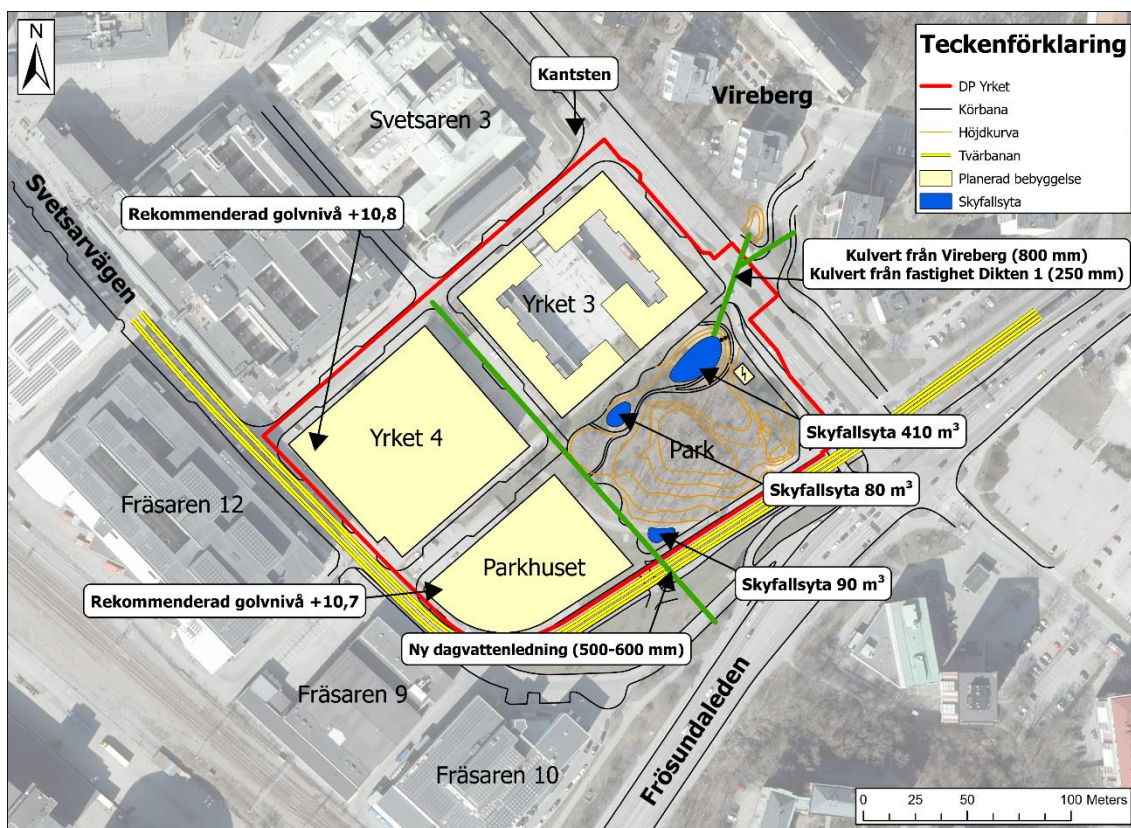 N
Kantsten
Vireberg
Teckenförklaring
DP Yrket
Körbana
Höjdkurva
Tvärbanan
Planerad bebyggelse
Skyfallsyta
Svetsaren 3
Svetsarvägen
Rekommenderad golvnivå +10,8
Kulvert från Vireberg (800 mm)
Kulvert från fastighet Dikten 1 (250 mm)
Yrket 3
Yrket 4
Park
Skyfallsyta 410 m³
Skyfallsyta 80 m³
Fräsaren 12
Parkhuset
Skyfallsyta 90 m³
Rekommenderad golvnivå +10,7
Ny dagvattenledning (500-600 mm)
Fräsaren 9
Fräsaren 10
Frösundaleden
0 25 50 100 Meters